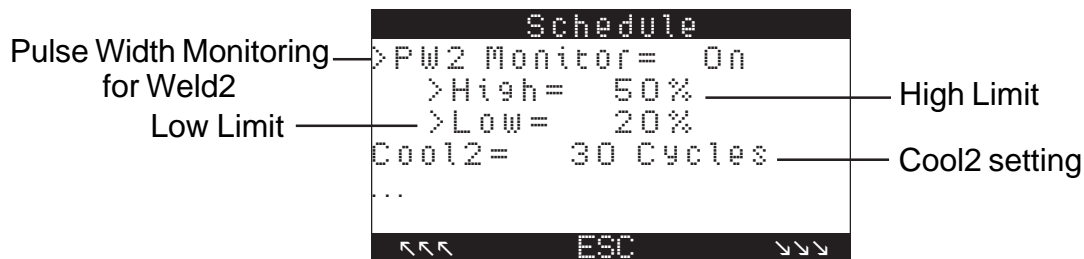 Schedule
Pulse Width Monitoring
for Weld2
>PW2 Monitor= On
>High= 50%
High Limit
Low Limit
>Low= 20%
Cool2= 30 Cycles
Cool2 setting
...
↖↖↖ ESC ↘↘↘